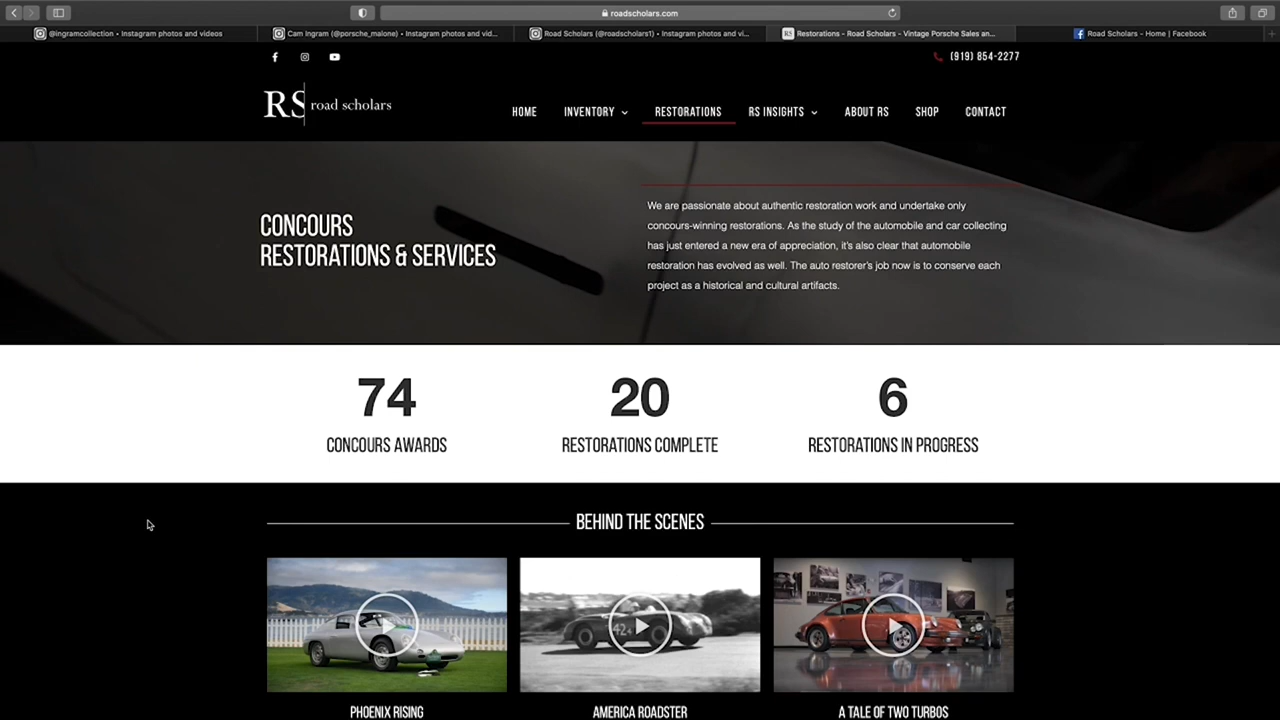 roadscholars.com
@ingramcollection • Instagram photos and videos
Cam Ingram (@porsche_malone) • Instagram photos and vid...
Road Scholars (@roadscholars1) • Instagram photos and vi...
RS Restorations - Road Scholars - Vintage Porsche Sales an...
Road Scholars - Home | Facebook
(919) 854-2277
RS road scholars
HOME INVENTORY RESTORATIONS RS INSIGHTS ABOUT RS SHOP CONTACT
CONCOURS
RESTORATIONS & SERVICES
We are passionate about authentic restoration work and undertake only
concours-winning restorations. As the study of the automobile and car collecting
has just entered a new era of appreciation, it's also clear that automobile
restoration has evolved as well. The auto restorer's job now is to conserve each
project as a historical and cultural artifacts.
74 20 6
CONCOURS AWARDS RESTORATIONS COMPLETE RESTORATIONS IN PROGRESS
BEHIND THE SCENES
42
PHOENIX RISING AMERICA ROADSTER A TALE OF TWO TURBOS